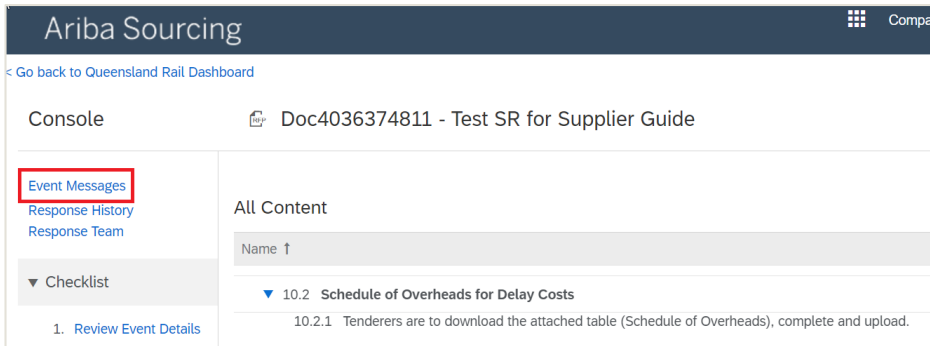 Ariba Sourcing
< Go back to Queensland Rail Dashboard
Console
RFP
Doc4036374811 - Test SR for Supplier Guide
Event Messages
Response History
Response Team
▼ Checklist
1. Review Event Details
All Content
Name ↑
▼ 10.2 Schedule of Overheads for Delay Costs
10.2.1 Tenderers are to download the attached table (Schedule of Overheads), complete and upload.